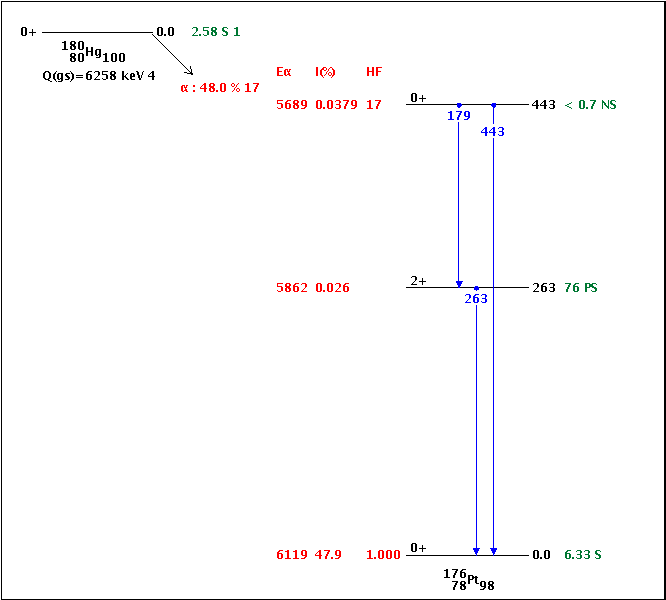 0+ 0.0 2.58 S 1
180
80Hg100
Q(gs)=6258 keV 4
α : 48.0 % 17
Eα I(%) HF
5689 0.0379 17 0+ 443 < 0.7 NS
179
443
5862 0.026 2+ 263 76 PS
263
6119 47.9 1.000 0+ 0.0 6.33 S
176
78Pt98